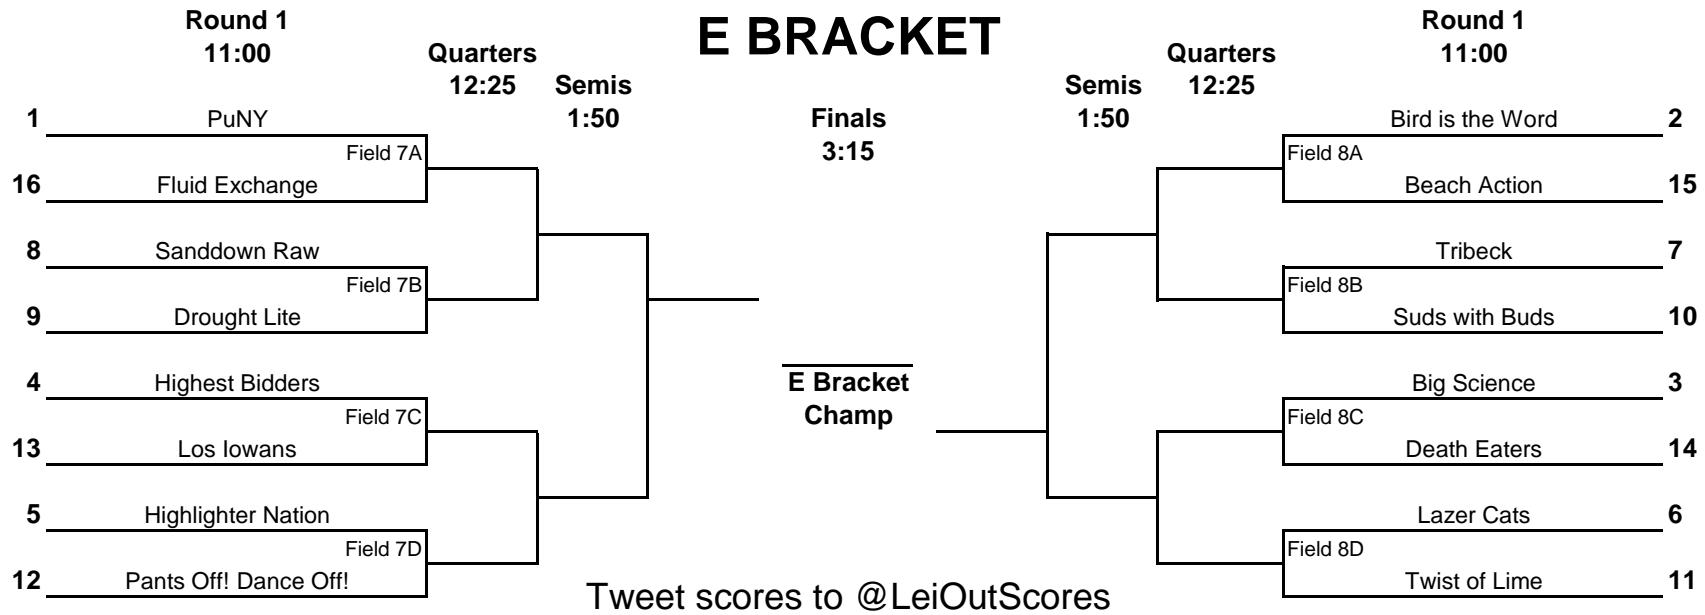 Round 1
11:00
Quarters
12:25
Semis
1:50
E BRACKET
Finals
3:15
Semis
1:50
Quarters
12:25
Round 1
11:00
1 PuNY
Field 7A
16 Fluid Exchange
8 Sanddown Raw
Field 7B
9 Drought Lite
4 Highest Bidders
Field 7C
13 Los Iowans
5 Highlighter Nation
Field 7D
12 Pants Off! Dance Off!
E Bracket
Champ
Bird is the Word 2
Field 8A
Beach Action 15
Tribeck 7
Field 8B
Suds with Buds 10
Big Science 3
Field 8C
Death Eaters 14
Lazer Cats 6
Field 8D
Twist of Lime 11
Tweet scores to @LeiOutScores